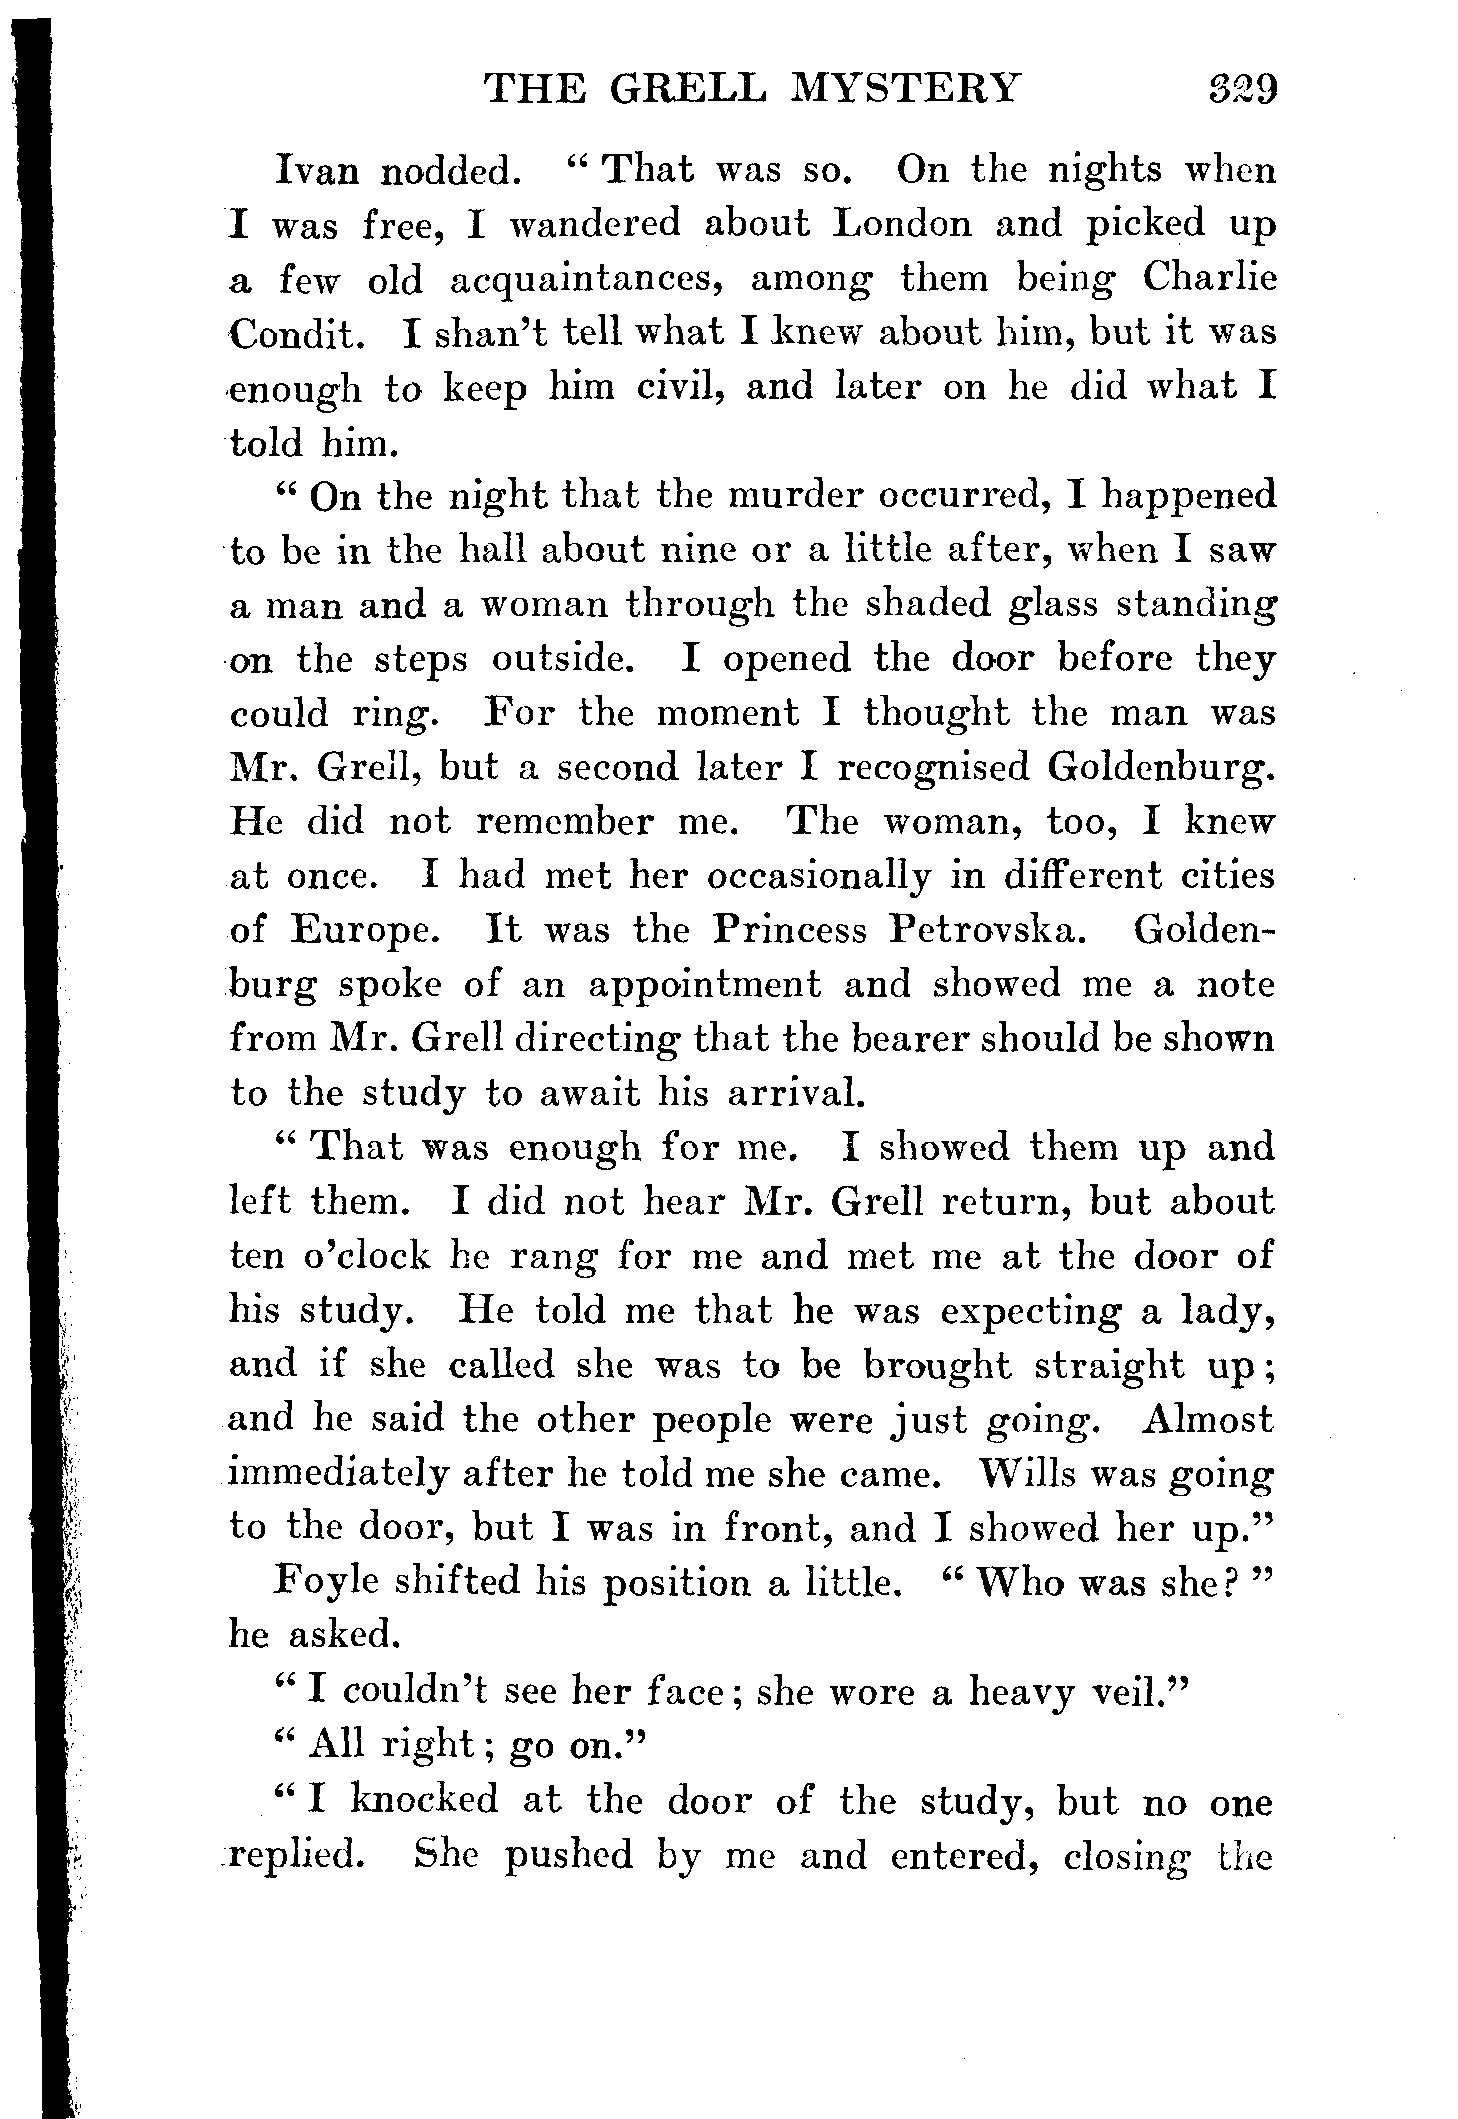 THE GRELL MYSTERY 329
Ivan nodded. “ That was so. On the nights when
I was free, I wandered about London and picked up
a few old acquaintances, among them being Charlie
Condit. I shan’t tell what I knew about him, but it was
enough to keep him civil, and later on he did what I
told him.
“ On the night that the murder occurred, I happened
to be in the hall about nine or a little after, when I saw
a man and a woman through the shaded glass standing
on the steps outside. I opened the door before they
could ring. For the moment I thought the man was
Mr. Grell, but a second later I recognised Goldenburg.
He did not remember me. The woman, too, I knew
at once. I had met her occasionally in different cities
of Europe. It was the Princess Petrovska. Golden-
burg spoke of an appointment and showed me a note
from Mr. Grell directing that the bearer should be shown
to the study to await his arrival.
“ That was enough for me. I showed them up and
left them. I did not hear Mr. Grell return, but about
ten o’clock he rang for me and met me at the door of
his study. He told me that he was expecting a lady,
and if she called she was to be brought straight up ;
and he said the other people were just going. Almost
immediately after he told me she came. Wills was going
to the door, but I was in front, and I showed her up.”
Foyle shifted his position a little. “ Who was she? ”
he asked.
“ I couldn’t see her face ; she wore a heavy veil.”
“ All right ; go on.”
“ I knocked at the door of the study, but no one
replied. She pushed by me and entered, closing the